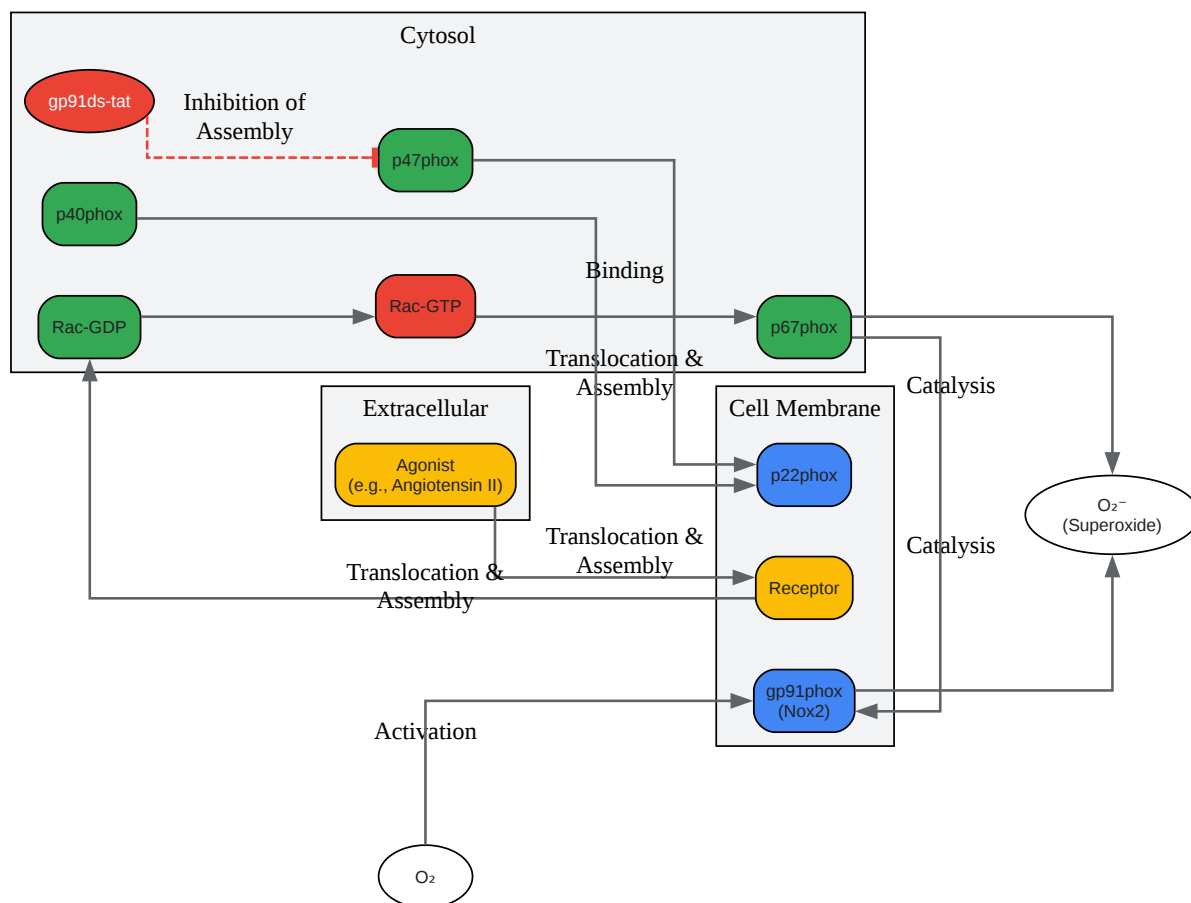 Cytosol
gp91ds-tat
Inhibition of
Assembly
p47phox
p40phox
Binding
Rac-GDP
Rac-GTP
p67phox
Translocation &
Assembly
Catalysis
Extracellular
Cell Membrane
Agonist
(e.g., Angiotensin II)
p22phox
O₂⁻
(Superoxide)
Translocation &
Assembly
Catalysis
Translocation &
Assembly
Receptor
gp91phox
(Nox2)
Activation
O₂